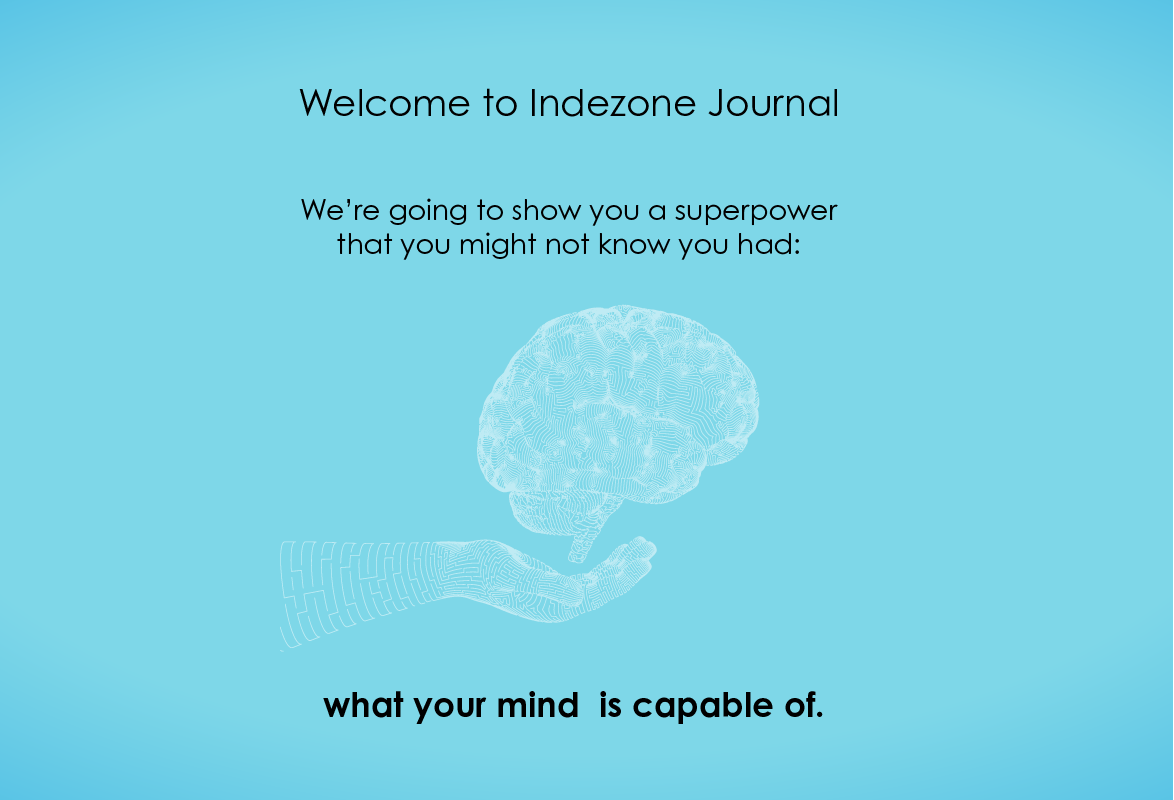 Welcome to Indezone Journal
We’re going to show you a superpower
that you might not know you had:
what your mind  is capable of.